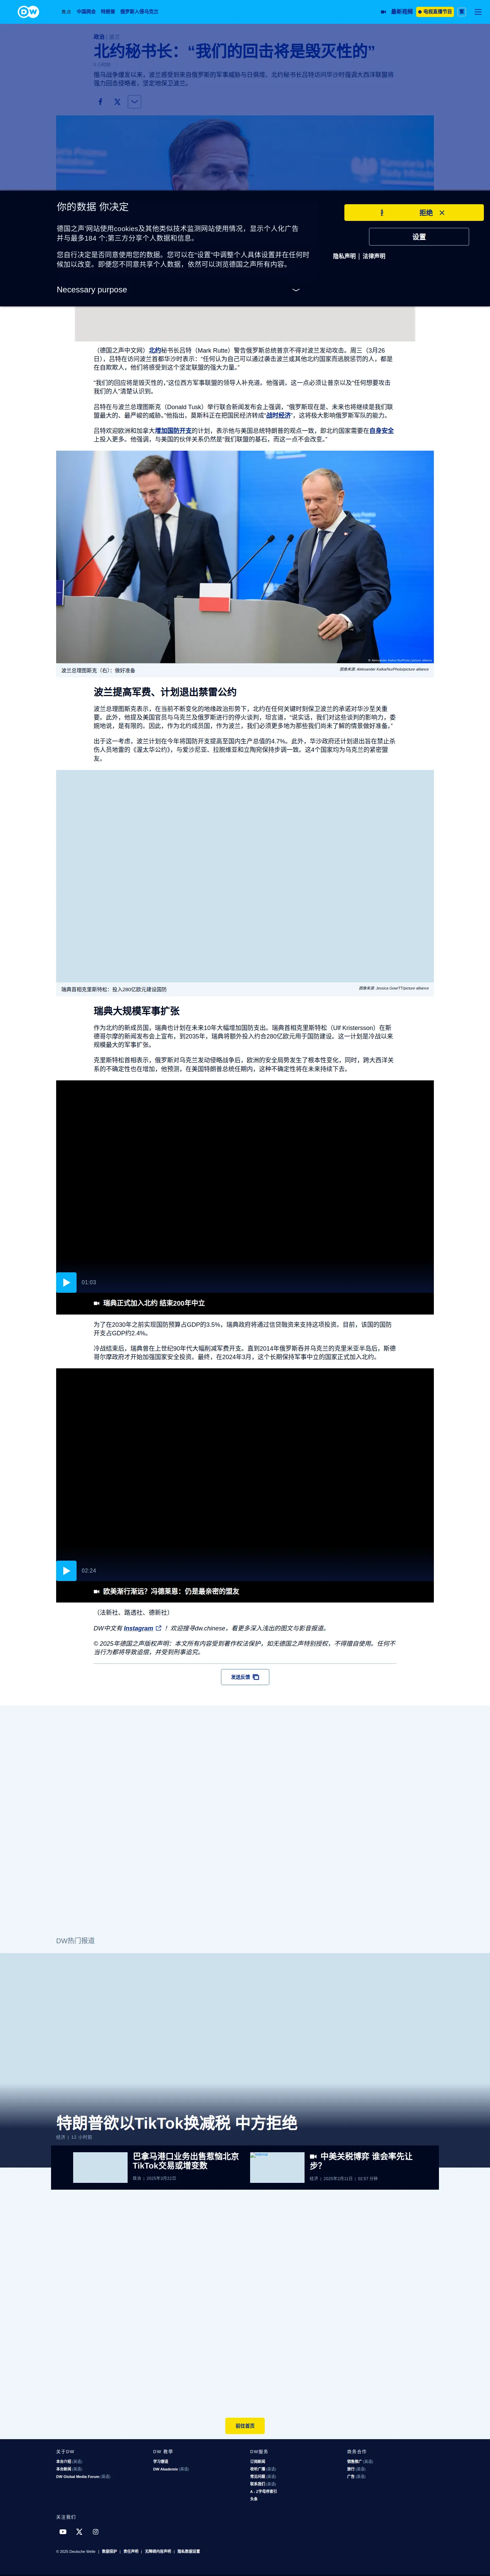 DW
焦点 中国两会 特朗普 俄罗斯入侵乌克兰
最新视频
电视直播节目
繁
政治 | 波兰
北约秘书长：“我们的回击将是毁灭性的”
俄乌战争爆发以来，波兰感受到来自俄罗斯的军事威胁与日俱增。北约秘书长吕特访问华沙时强调大西洋联盟将
强力回击侵略者，坚定地保卫波兰。
你的数据 你决定
德国之声‘网站使用cookies及其他类似技术监测网站使用情况，显示个人化广告
并与最多184 个;第三方分享个人数据和信息。
您自行决定是否同意使用您的数据。您可以在“设置”中调整个人具体设置并在任何时
候加以改变。即便您不同意共享个人数据，依然可以浏览德国之声所有内容。
Necessary purpose
拒绝
设置
隐私声明 | 法律声明
（德国之声中文网）北约秘书长吕特（Mark Rutte）警告俄罗斯总统普京不得对波兰发动攻击。周三（3月26
日），吕特在访问波兰首都华沙时表示：“任何认为自己可以通过袭击波兰或其他北约国家而逃脱惩罚的人，都是
在自欺欺人，他们将感受到这个坚定联盟的强大力量。”
“我们的回应将是毁灭性的，”这位西方军事联盟的领导人补充道。他强调，这一点必须让普京以及“任何想要攻击
我们的人”清楚认识到。
吕特在与波兰总理图斯克（Donald Tusk）举行联合新闻发布会上强调，“俄罗斯现在是、未来也将继续是我们联
盟最大的、最严峻的威胁。”他指出，莫斯科正在把国民经济转成“战时经济”，这将极大影响俄罗斯军队的能力。
吕特欢迎欧洲和加拿大增加国防开支的计划，表示他与美国总统特朗普的观点一致，即北约国家需要在自身安全
上投入更多。他强调，与美国的伙伴关系仍然是“我们联盟的基石，而这一点不会改变。”
波兰总理图斯克（右）：做好准备
图像来源 Aleksander Kalka/NurPhoto/picture alliance
波兰提高军费、计划退出禁雷公约
波兰总理图斯克表示，在当前不断变化的地缘政治形势下，北约在任何关键时刻保卫波兰的承诺对华沙至关重
要。此外，他提及美国官员与乌克兰及俄罗斯进行的停火谈判，坦言道，“说实话，我们对这些谈判的影响力，委
婉地说，是有限的。因此，作为北约成员国，作为波兰，我们必须更多地为那些我们尚未了解的情景做好准备。”
出于这一考虑，波兰计划在今年将国防开支提高至国内生产总值的4.7%。此外，华沙政府还计划退出旨在禁止杀
伤人员地雷的《渥太华公约》，与爱沙尼亚、拉脱维亚和立陶宛保持步调一致。这4个国家均为乌克兰的紧密盟
友。
瑞典首相克里斯特松：投入280亿欧元建设国防
图像来源 Jessica Gow/TT/picture alliance
瑞典大规模军事扩张
作为北约的新成员国，瑞典也计划在未来10年大幅增加国防支出。瑞典首相克里斯特松（Ulf Kristersson）在斯
德哥尔摩的新闻发布会上宣布，到2035年，瑞典将额外投入约合280亿欧元用于国防建设。这一计划是冷战以来
规模最大的军事扩张。
克里斯特松首相表示，俄罗斯对乌克兰发动侵略战争后，欧洲的安全局势发生了根本性变化，同时，跨大西洋关
系的不确定性也在增加，他预测，在美国特朗普总统任期内，这种不确定性将在未来持续下去。
01:03
瑞典正式加入北约 结束200年中立
为了在2030年之前实现国防预算占GDP的3.5%，瑞典政府将通过信贷融资来支持这项投资。目前，该国的国防
开支占GDP约2.4%。
冷战结束后，瑞典曾在上世纪90年代大幅削减军费开支。直到2014年俄罗斯吞并乌克兰的克里米亚半岛后，斯德
哥尔摩政府才开始加强国家安全投资。最终，在2024年3月，这个长期保持军事中立的国家正式加入北约。
02:24
欧美渐行渐远？冯德莱恩：仍是最亲密的盟友
（法新社、路透社、德新社）
DW中文有 Instagram ！欢迎搜寻dw.chinese，看更多深入浅出的图文与影音报道。
© 2025年德国之声版权声明：本文所有内容受到著作权法保护，如无德国之声特别授权，不得擅自使用。任何不
当行为都将导致追偿，并受到刑事追究。
发送反馈
DW热门报道
特朗普欲以TikTok换减税 中方拒绝
经济 | 12 小时前
巴拿马港口业务出售惹恼北京
TikTok交易或增变数
政治 | 2025年3月22日
中美关税博弈 谁会率先让
步？
经济 | 2025年2月11日 | 02:07 分钟
前往首页
关于DW
本台介绍 (英语)
本台新闻 (英语)
DW Global Media Forum (英语)
DW 教学
学习德语
DW Akademie (英语)
DW服务
订阅新闻
收听广播 (英语)
常见问题 (英语)
联系我们 (英语)
A - Z字母序索引
头条
商务合作
销售推广 (英语)
旅行 (英语)
广告 (英语)
关注我们
© 2025 Deutsche Welle | 数据保护 | 责任声明 | 无障碍内容声明 | 隐私数据设置